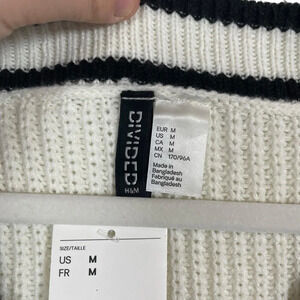 DIVIDED
H&M
EUR M
US M
CA M
MX M
CN 170/96A
Made in
Bangladesh
Fabriqué au
Bangladesh
SIZE/TAILLE
US M
FR M